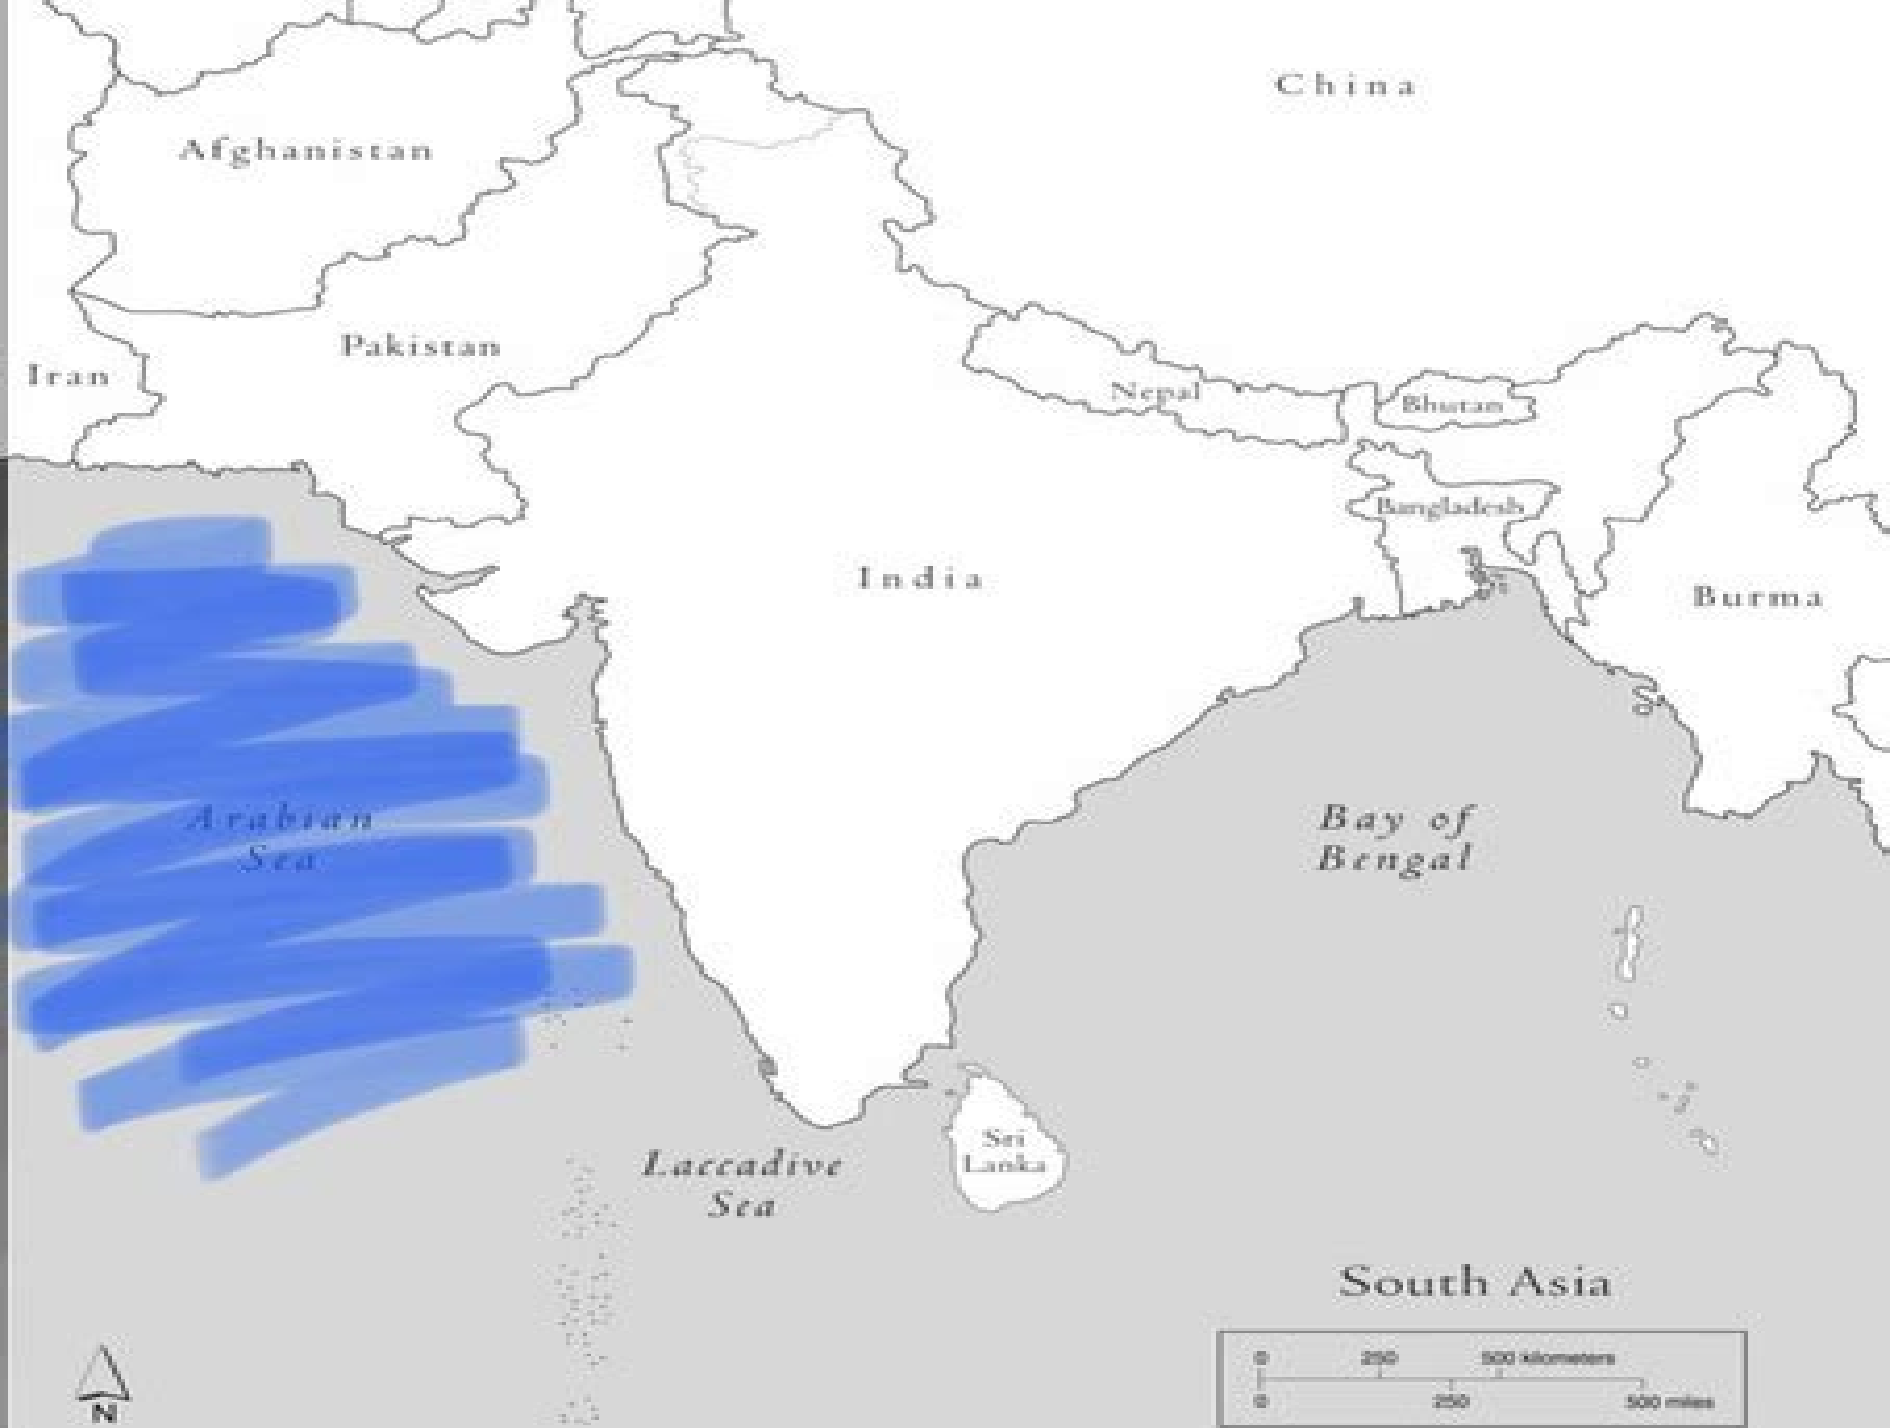 China
Afghanistan
Pakistan
Iran
Nepal
Bhutan
Bangladesh
India
Burma
Arabian
Sea
Bay of
Bengal
Sri
Lanka
Laccadive
Sea
South Asia
0 250 500 kilometers
0 250 500 miles
N